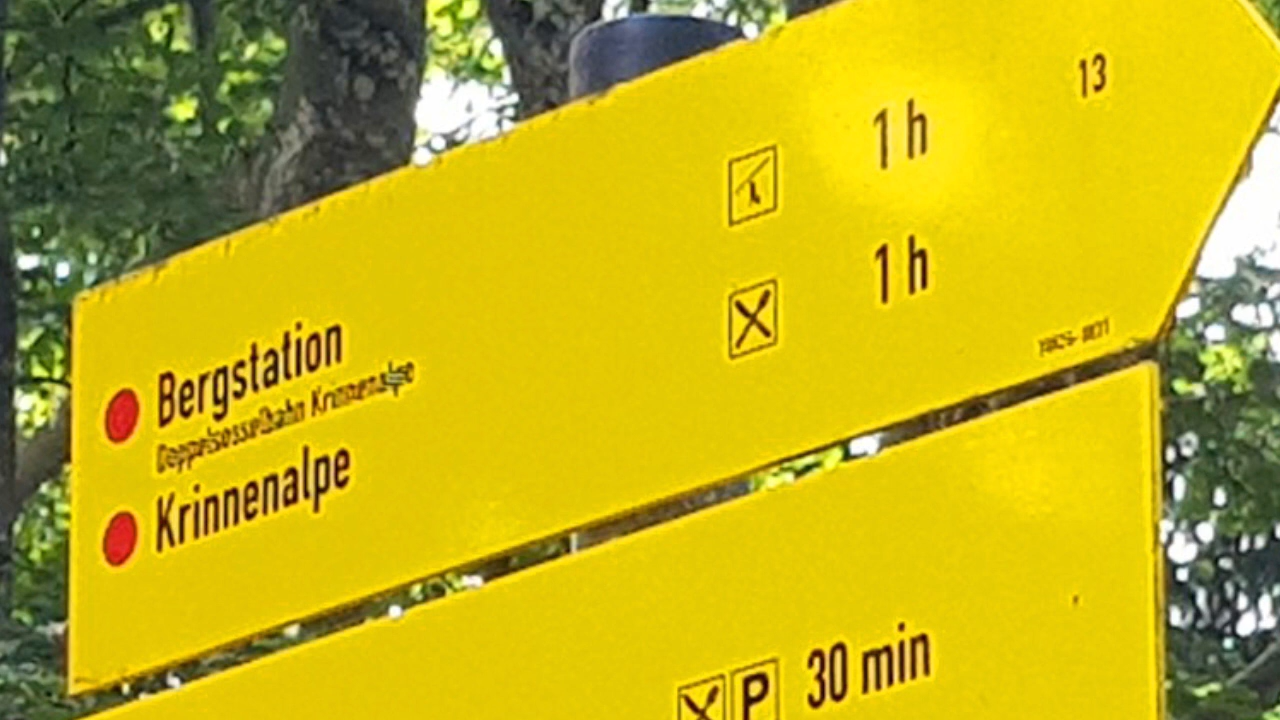 13
Bergstation 1 h
Doppelsesselbahn Krinnenalpe
Krinnenalpe 1 h
P 30 min